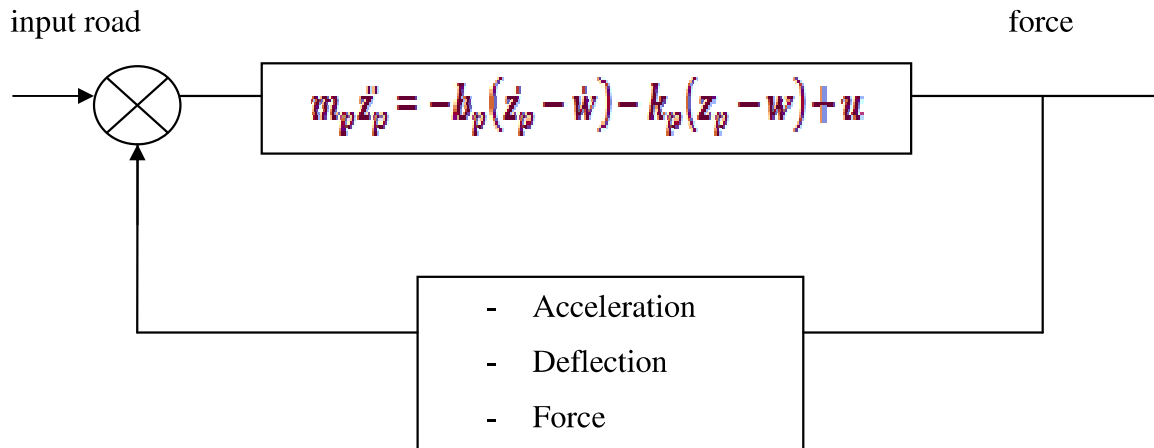 input road
force
m_p z̈_p = −b_p(ż_p − ẇ) − k_p(z_p − w) + u
- Acceleration
- Deflection
- Force